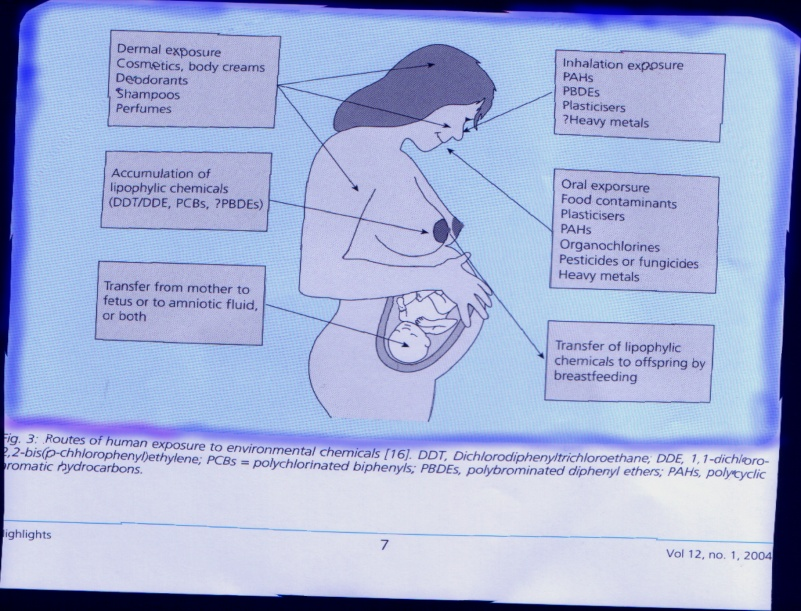 Dermal exposure
Cosmetics, body creams
Deodorants
Shampoos
Perfumes
Accumulation of
lipophylic chemicals
(DDT/DDE, PCBs, ?PBDEs)
Transfer from mother to
fetus or to amniotic fluid,
or both
Inhalation exposure
PAHs
PBDEs
Plasticisers
?Heavy metals
Oral exporsure
Food contaminants
Plasticisers
PAHs
Organochlorines
Pesticides or fungicides
Heavy metals
Transfer of lipophylic
chemicals to offspring by
breastfeeding
Fig. 3: Routes of human exposure to environmental chemicals [16]. DDT, Dichlorodiphenyltrichloroethane; DDE, 1,1-dichloro-
2,2-bis(p-chhlorophenyl)ethylene; PCBs = polychlorinated biphenyls; PBDEs, polybrominated diphenyl ethers; PAHs, polycyclic
aromatic hydrocarbons.
ighlights
7
Vol 12, no. 1, 2004